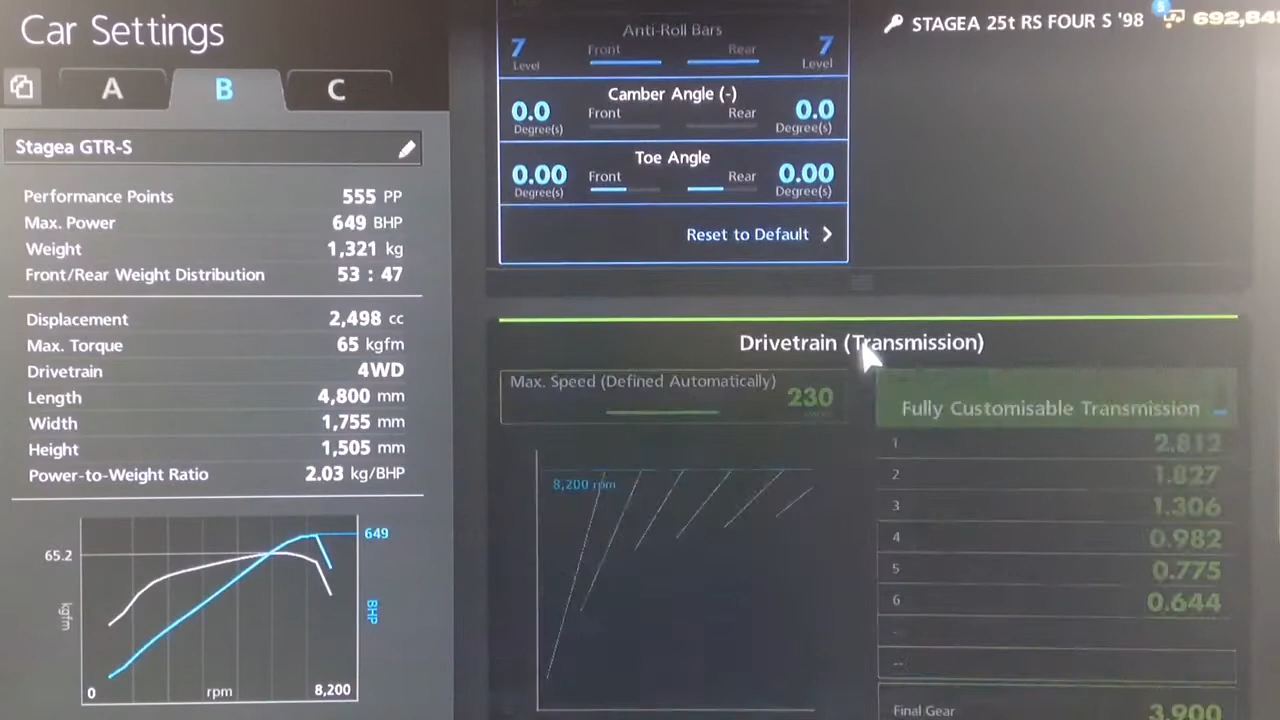 Car Settings
A
B
C
Stagea GTR-S
Performance Points 555 PP
Max. Power 649 BHP
Weight 1,321 kg
Front/Rear Weight Distribution 53 : 47
Displacement 2,498 cc
Max. Torque 65 kgfm
Drivetrain 4WD
Length 4,800 mm
Width 1,755 mm
Height 1,505 mm
Power-to-Weight Ratio 2.03 kg/BHP
649
65.2
kgfm
BHP
0 rpm 8,200
Anti-Roll Bars
7 Front Rear 7
Level Level
Camber Angle (-)
0.0 Front Rear 0.0
Degree(s) Degree(s)
Toe Angle
0.00 Front Rear 0.00
Degree(s) Degree(s)
Reset to Default
STAGEA 25t RS FOUR S '98
S
Drivetrain (Transmission)
Max. Speed (Defined Automatically) 230
8,200 rpm
Fully Customisable Transmission
1 2.812
2 1.827
3 1.306
4 0.982
5 0.775
6 0.644
--
--
Final Gear 3.900